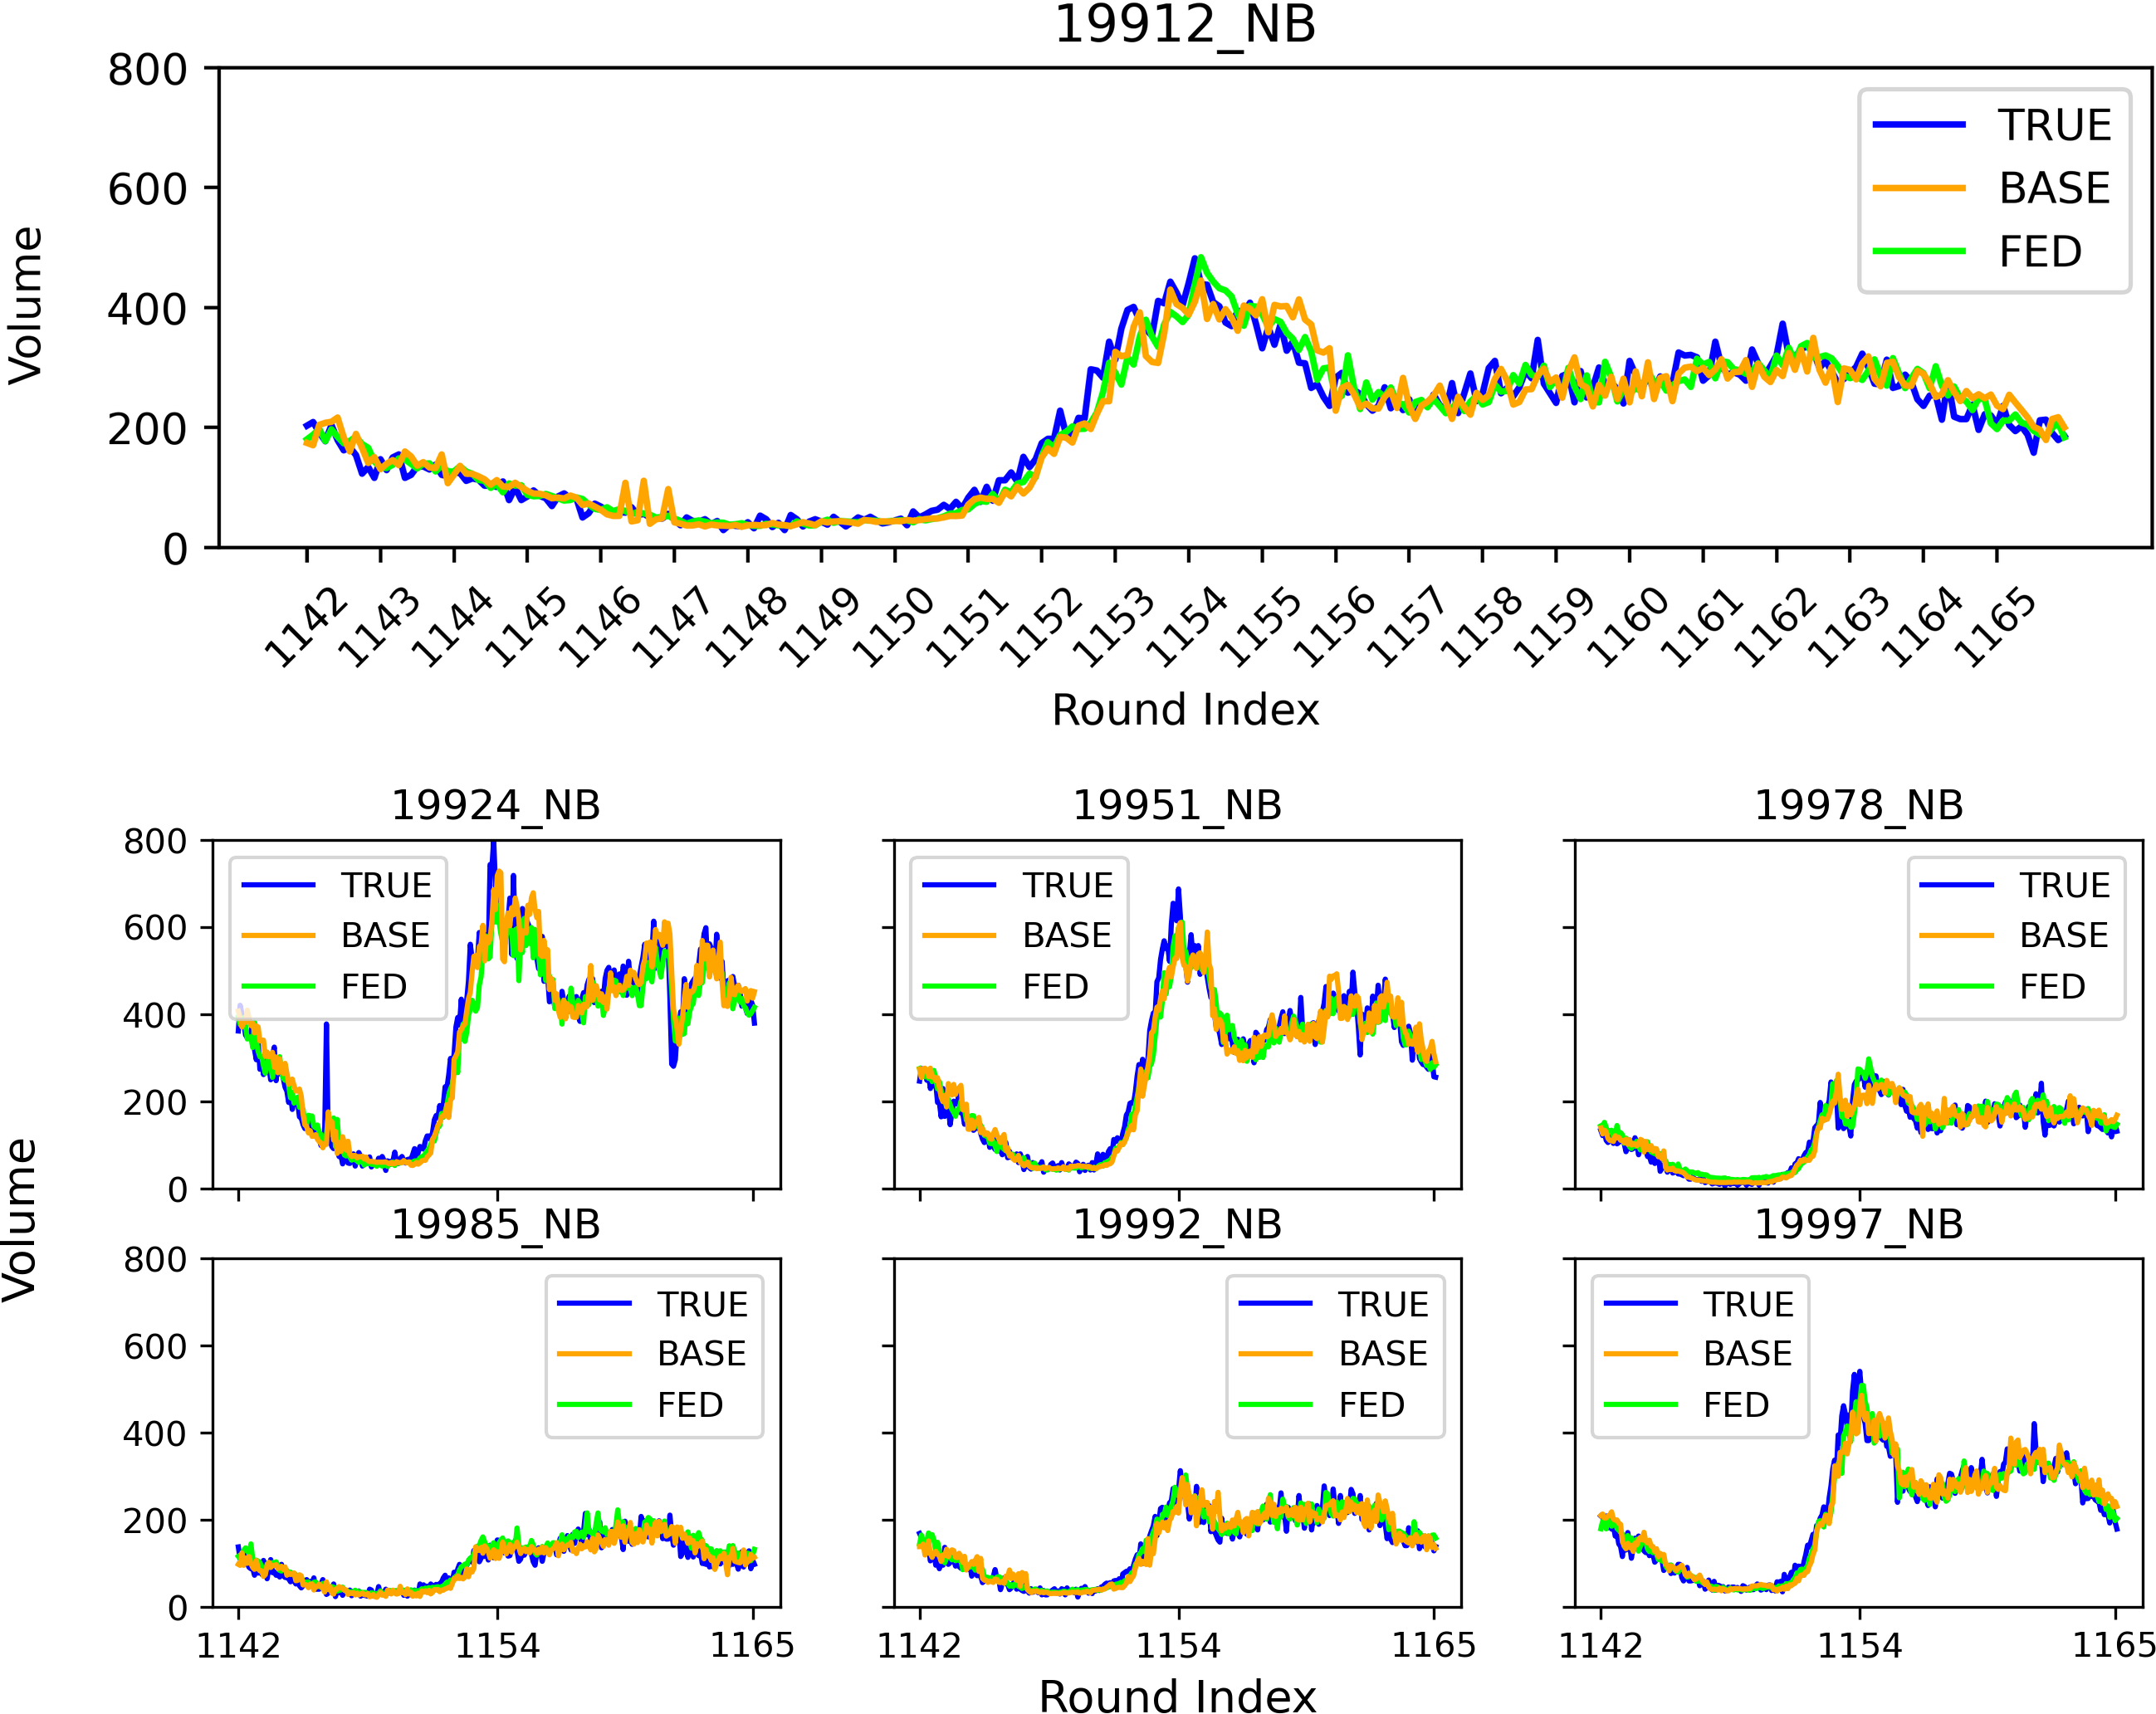 19912_NB
Volume
800
600
400
200
0
TRUE
BASE
FED
1142
1143
1144
1145
1146
1147
1148
1149
1150
1151
1152
1153
1154
1155
1156
1157
1158
1159
1160
1161
1162
1163
1164
1165
Round Index
Volume
19924_NB
800
600
400
200
0
TRUE
BASE
FED
19951_NB
TRUE
BASE
FED
19978_NB
TRUE
BASE
FED
19985_NB
800
600
400
200
0
TRUE
BASE
FED
1142 1154 1165
19992_NB
TRUE
BASE
FED
1142 1154 1165
19997_NB
TRUE
BASE
FED
1142 1154 1165
Round Index